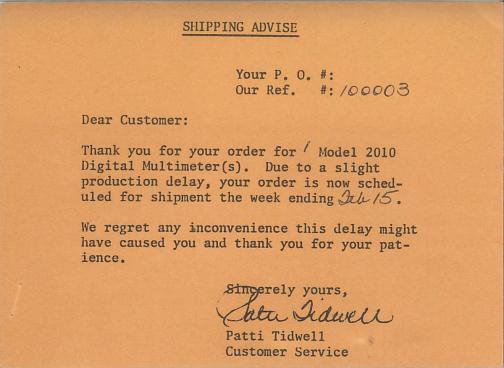 SHIPPING ADVISE
Your P. O. #:
Our Ref. #: 100003
Dear Customer:
Thank you for your order for 1 Model 2010
Digital Multimeter(s). Due to a slight
production delay, your order is now sched-
uled for shipment the week ending Feb 15.
We regret any inconvenience this delay might
have caused you and thank you for your pat-
ience.
Sincerely yours,
Patti Tidwell
Patti Tidwell
Customer Service